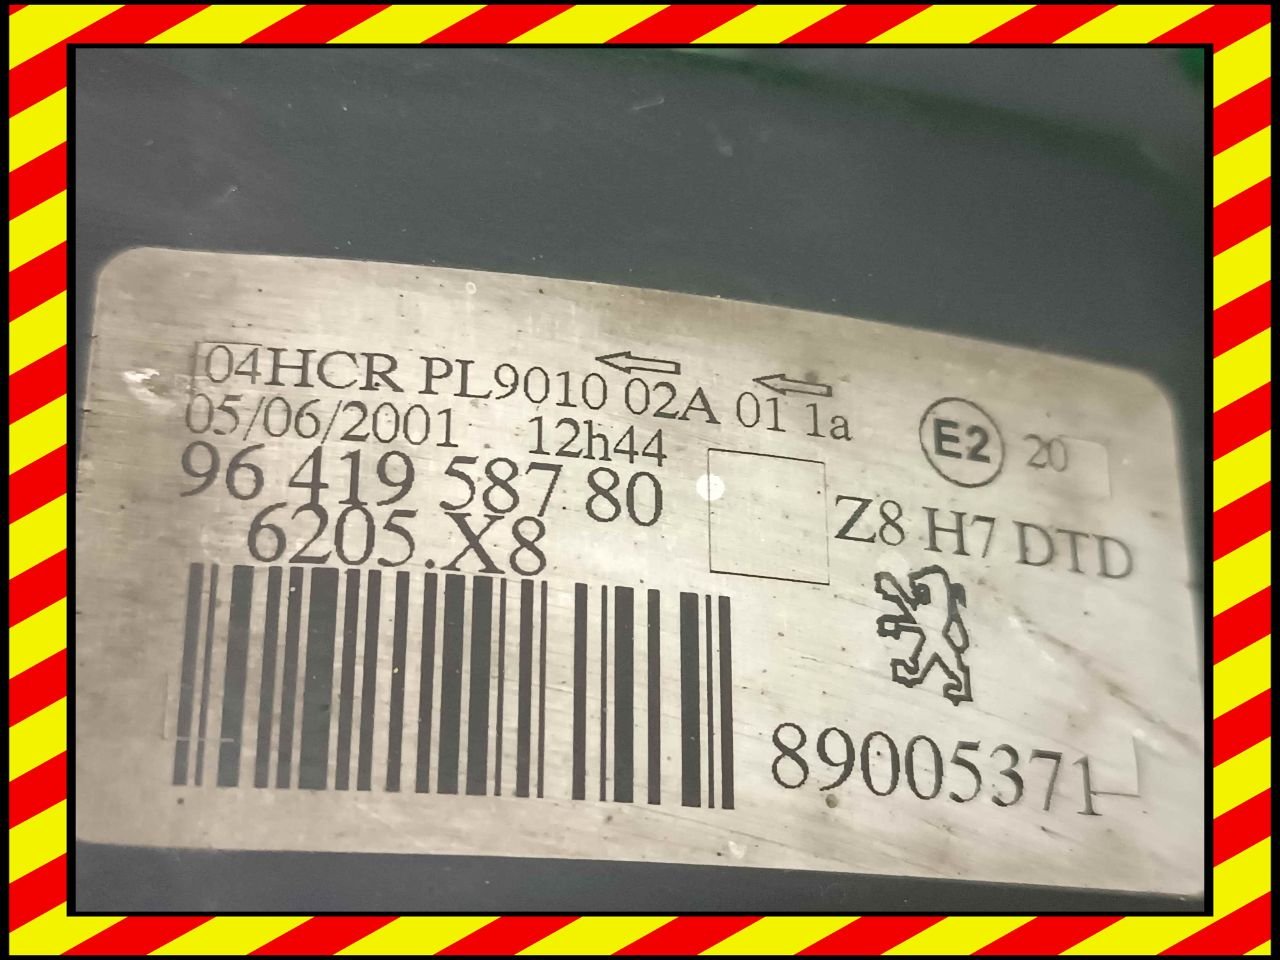 04HCR PL9010 02A 01 1a
05/06/2001 12h44
E2 20
96 419 587 80
6205.X8
Z8 H7 DTD
89005371